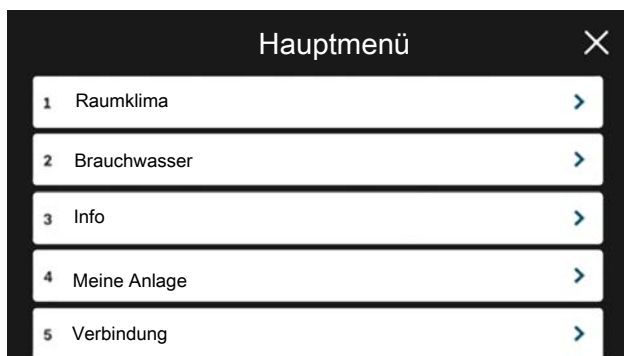 Hauptmenü
1 Raumklima
2 Brauchwasser
3 Info
4 Meine Anlage
5 Verbindung